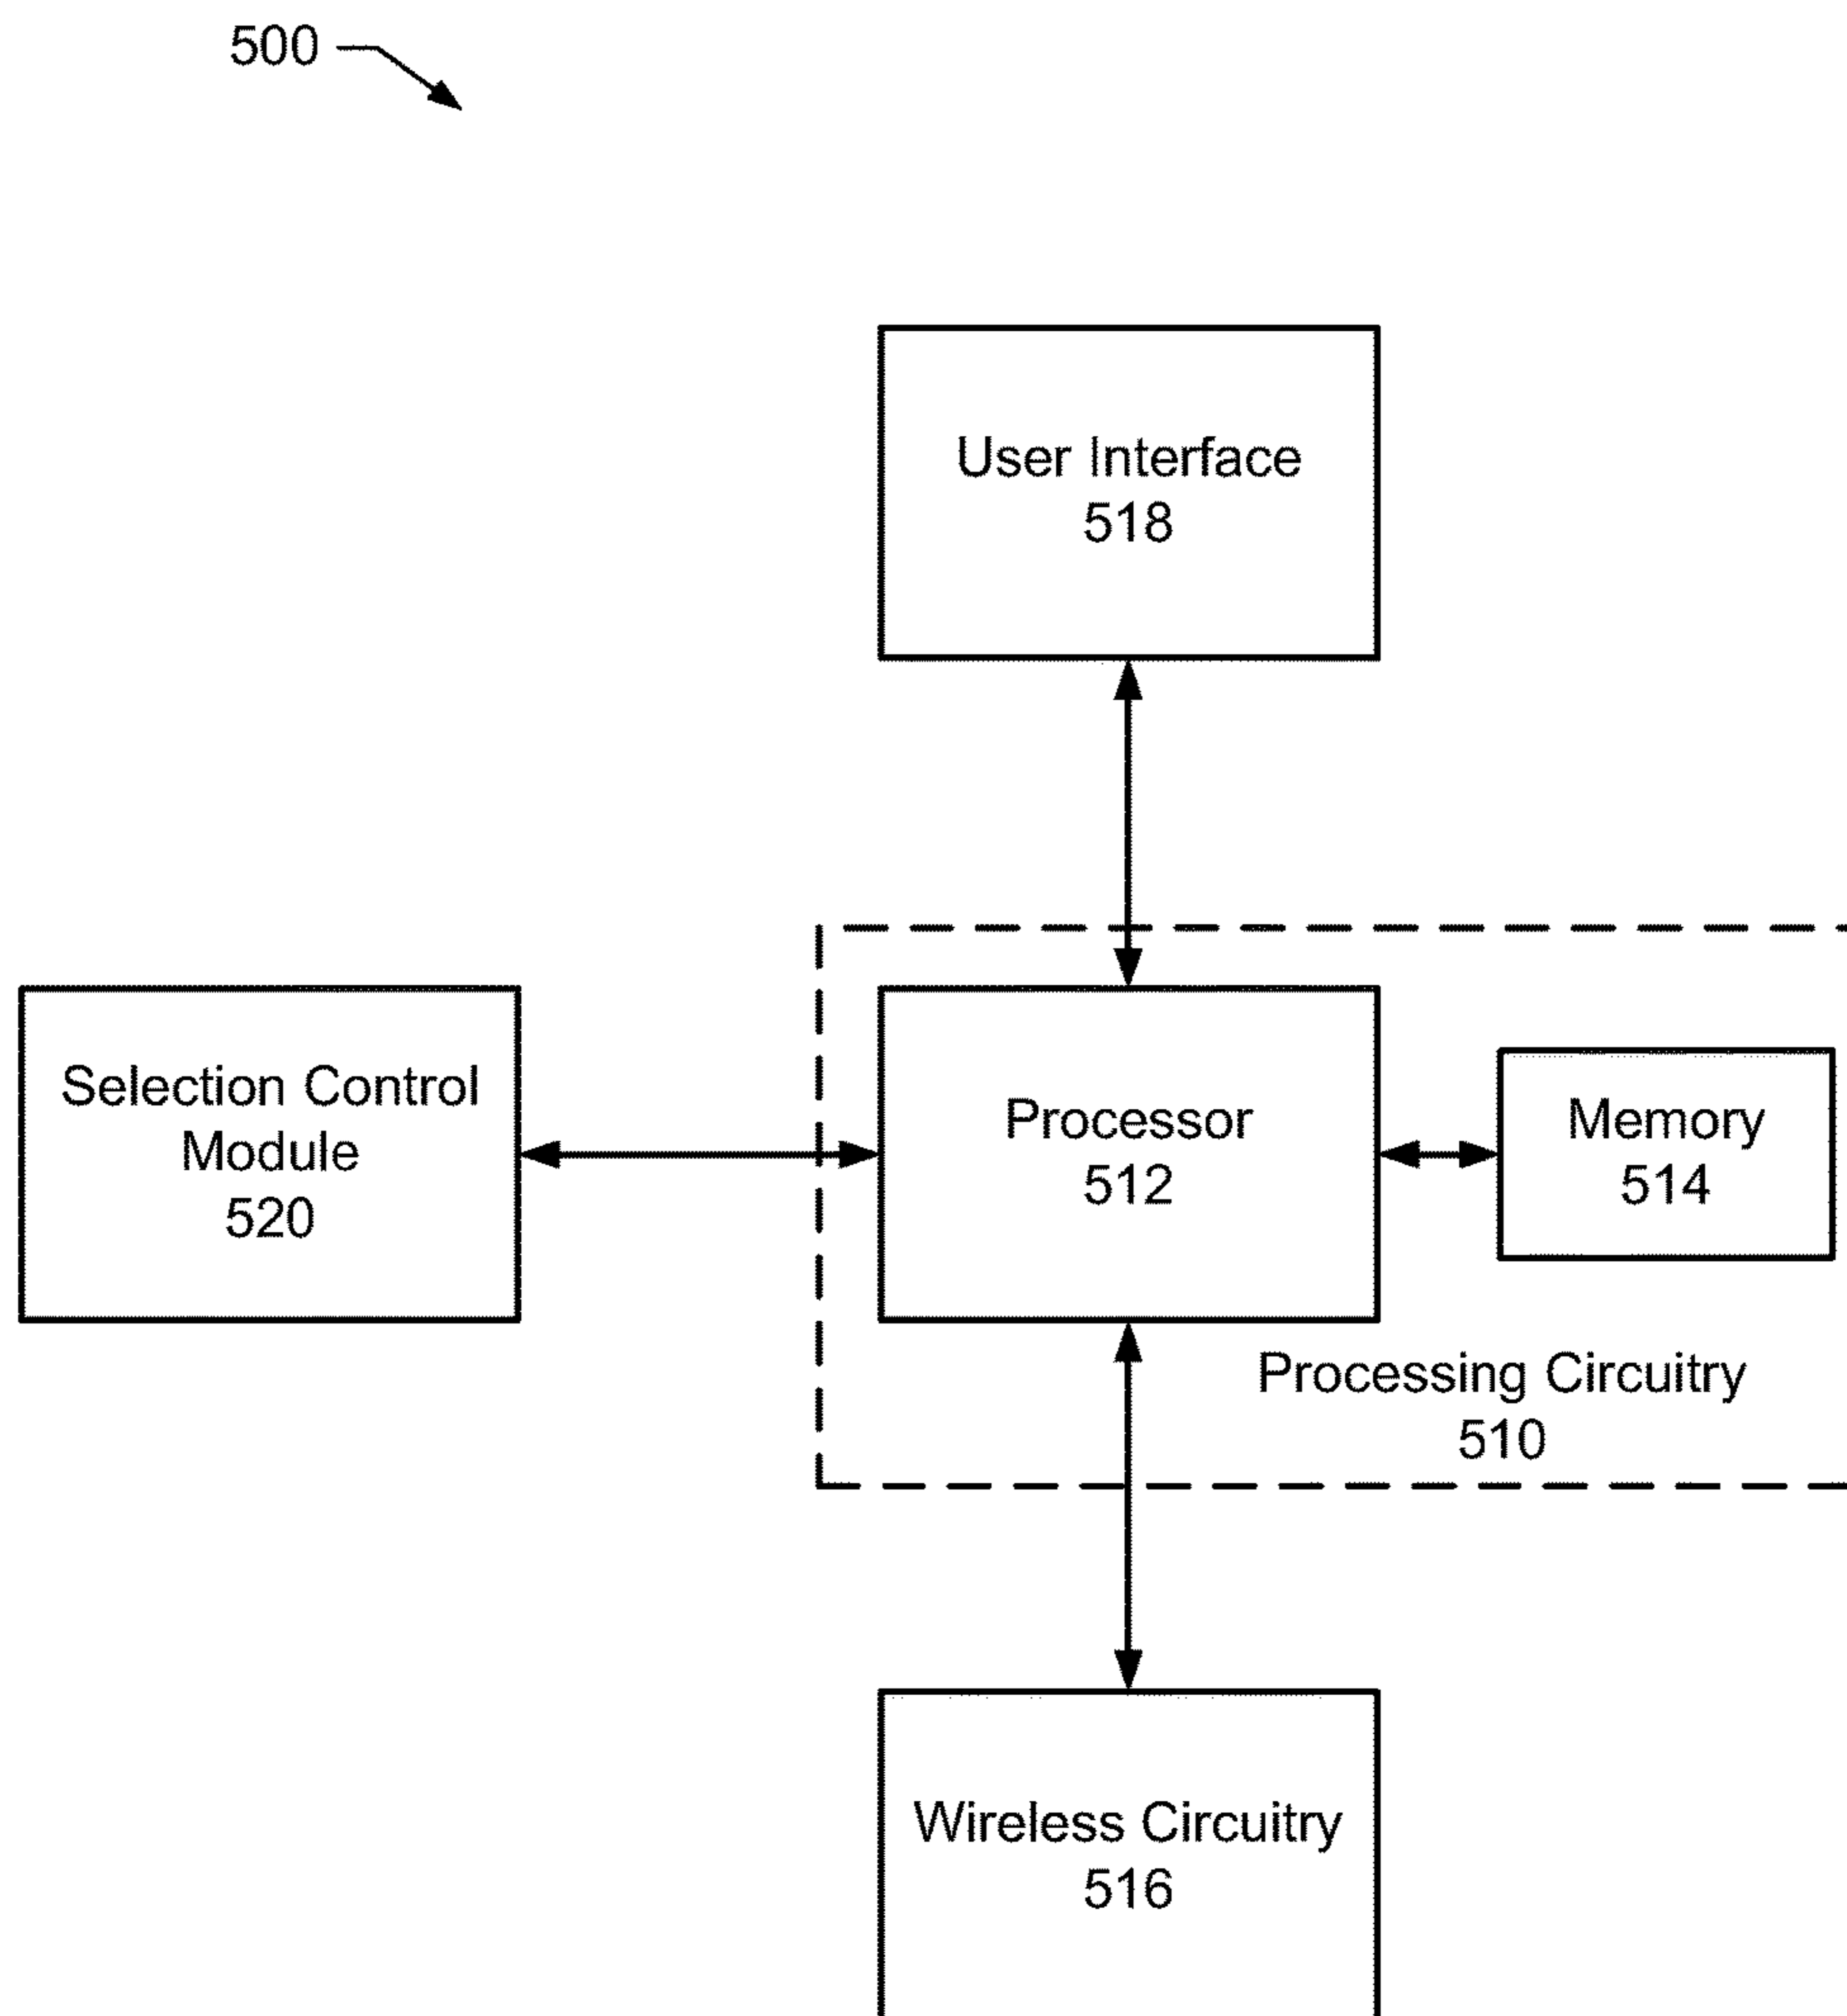 500
User Interface
518
Selection Control
Module
520
Processor
512
Memory
514
Processing Circuitry
510
Wireless Circuitry
516